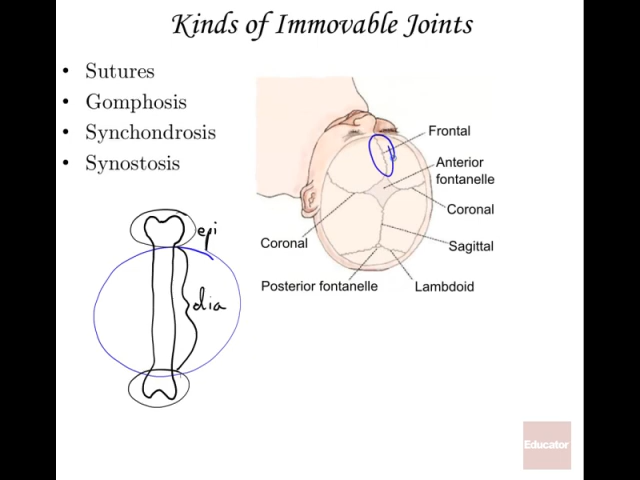 Kinds of Immovable Joints
• Sutures
• Gomphosis
• Synchondrosis
• Synostosis
Frontal
Anterior
fontanelle
Coronal
Coronal
Sagittal
Posterior fontanelle
Lambdoid
epi
dia
Educator